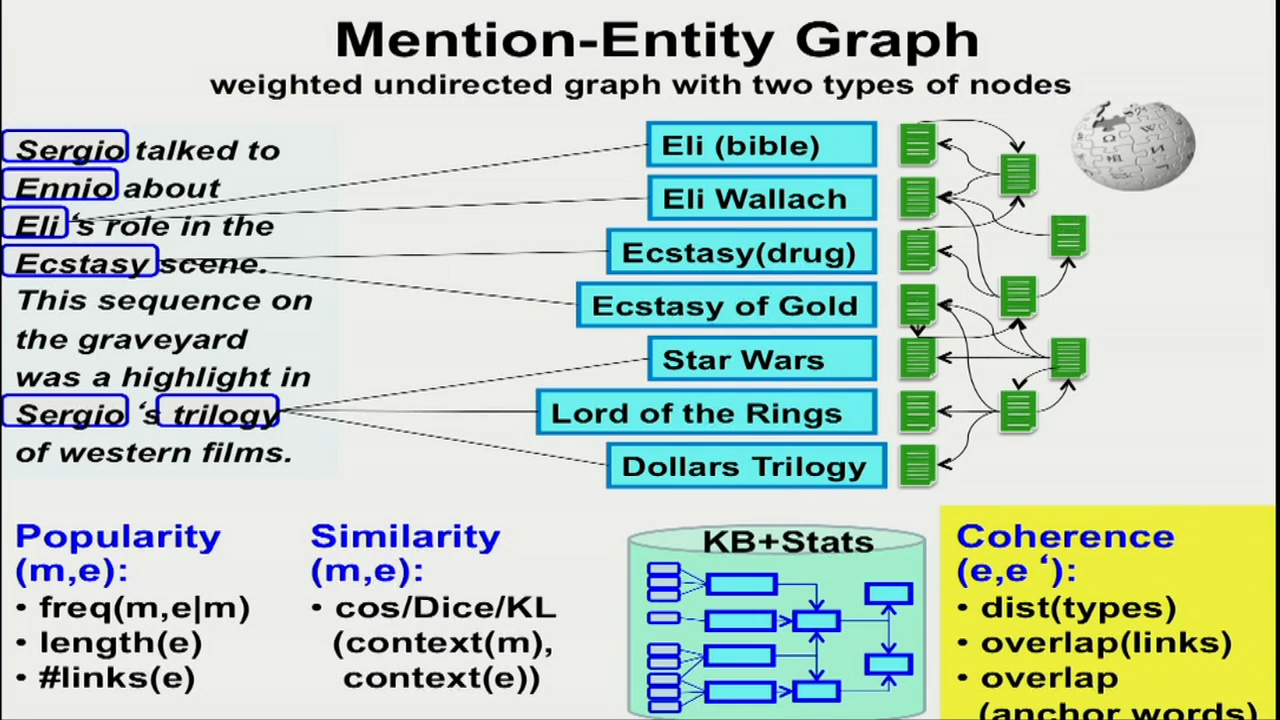 Mention-Entity Graph
weighted undirected graph with two types of nodes
Sergio talked to
Ennio about
Eli ‘s role in the
Ecstasy scene.
This sequence on
the graveyard
was a highlight in
Sergio ‘s trilogy
of western films.
Eli (bible)
Eli Wallach
Ecstasy(drug)
Ecstasy of Gold
Star Wars
Lord of the Rings
Dollars Trilogy
Popularity
(m,e):
• freq(m,e|m)
• length(e)
• #links(e)
Similarity
(m,e):
• cos/Dice/KL
(context(m),
context(e))
KB+Stats
Coherence
(e,e ‘):
• dist(types)
• overlap(links)
• overlap
(anchor words)